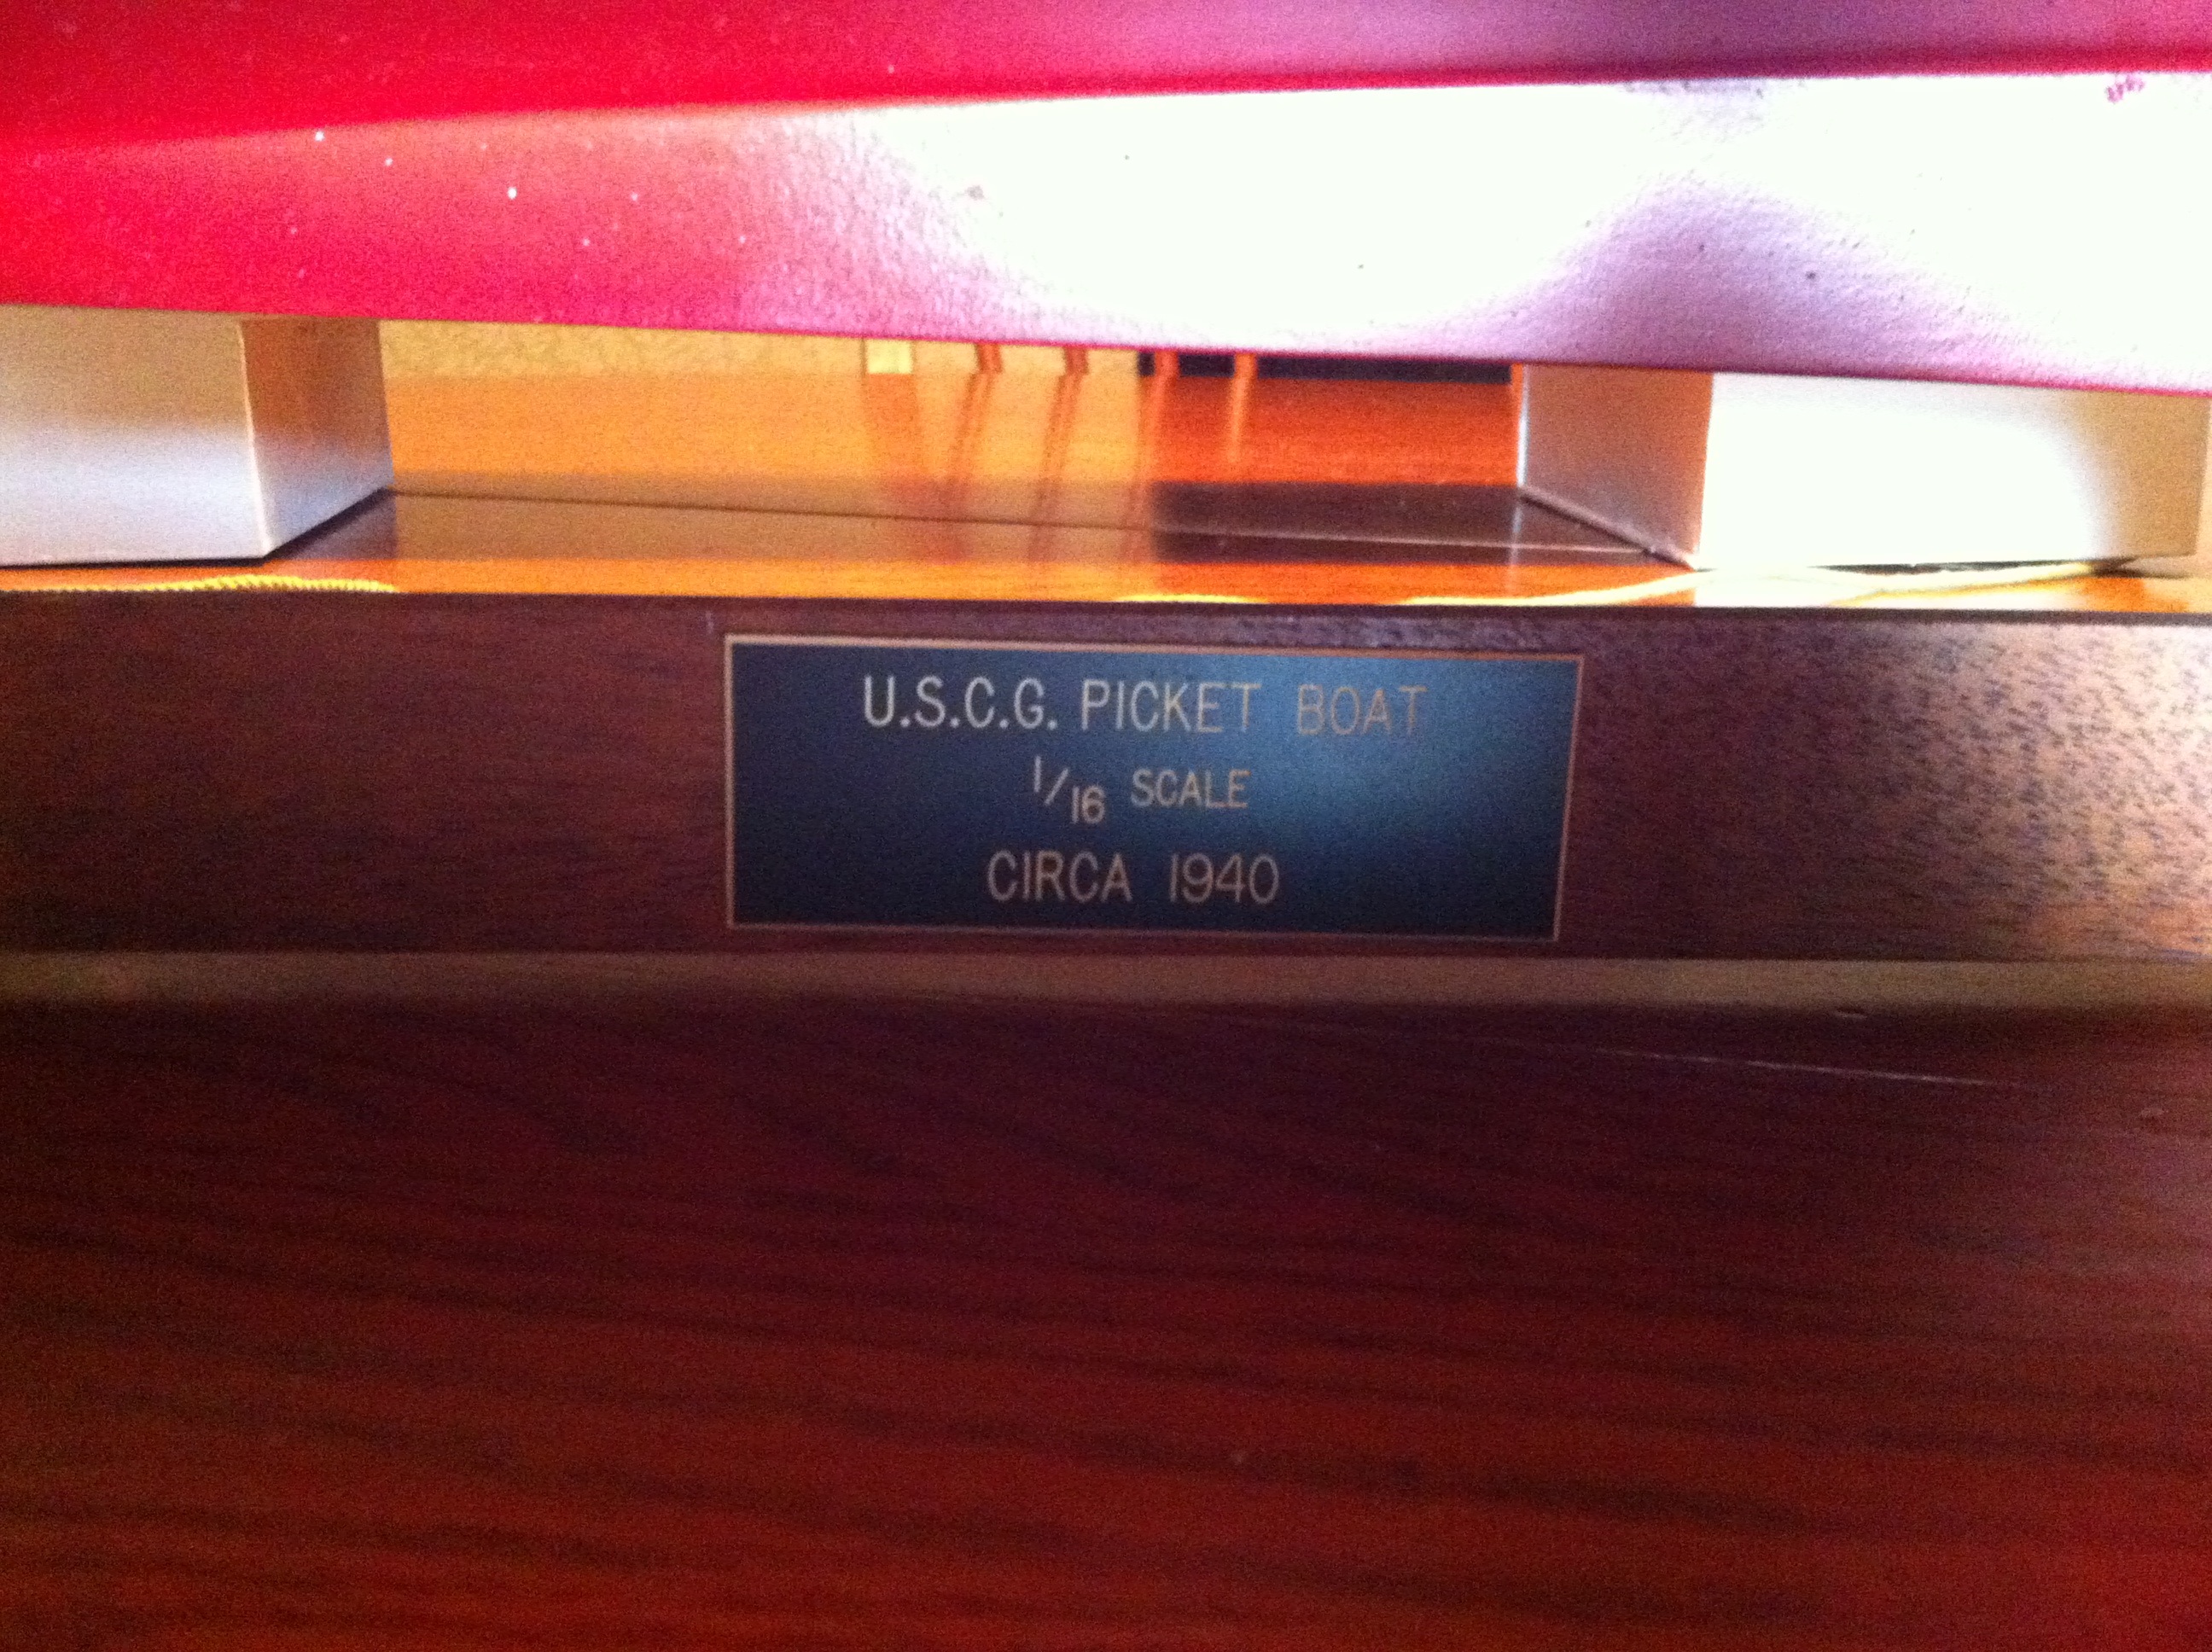 U.S.C.G. PICKET BOAT
1/16 SCALE
CIRCA 1940